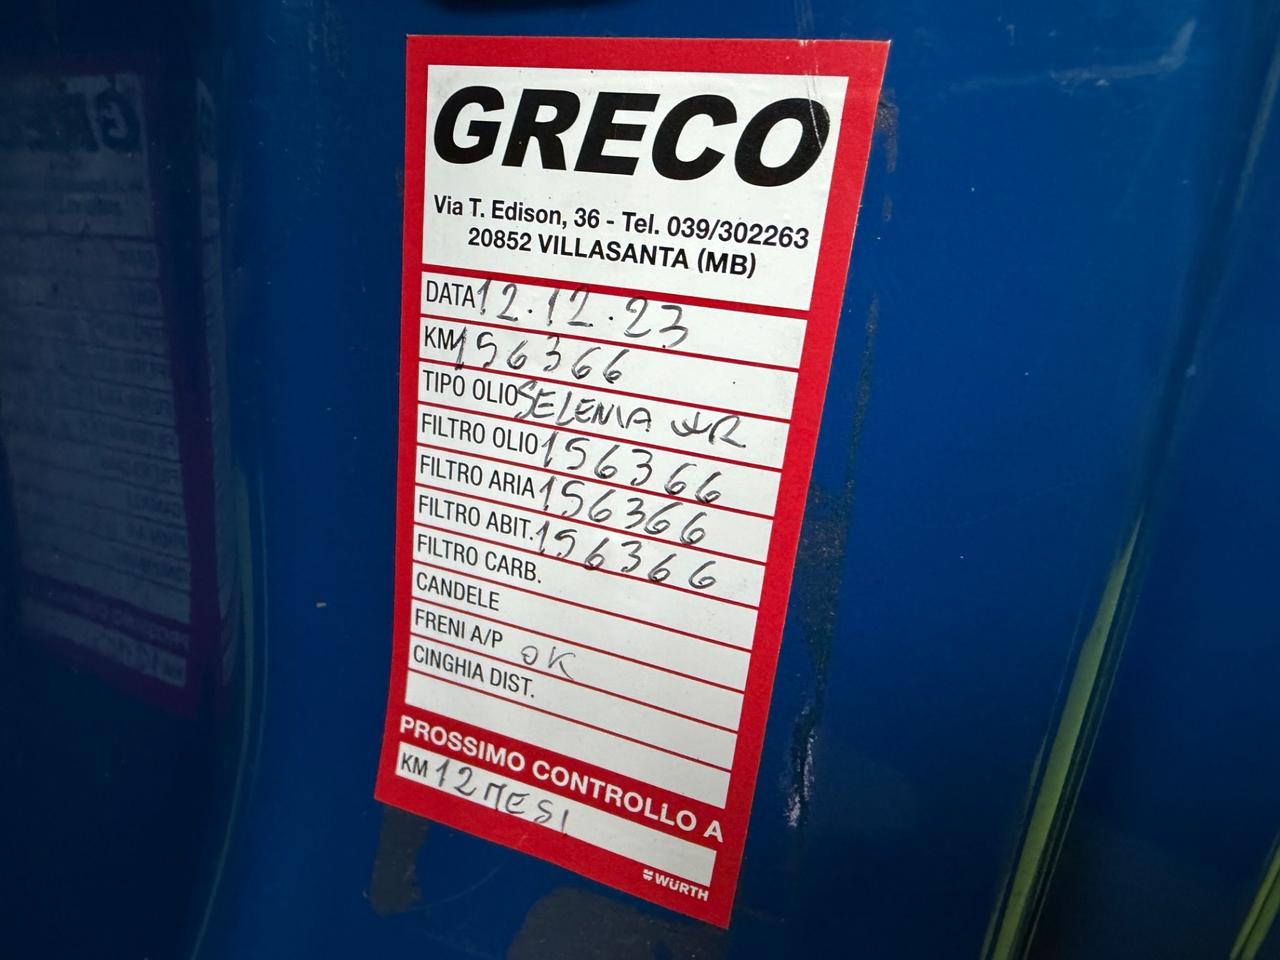 GRECO
Via T. Edison, 36 - Tel. 039/302263
20852 VILLASANTA (MB)
DATA 12.12.23
KM 156366
TIPO OLIO SELENIA WR
FILTRO OLIO 156366
FILTRO ARIA 156366
FILTRO ABIT. 156366
FILTRO CARB.
CANDELE
FRENI A/P OK
CINGHIA DIST.
PROSSIMO CONTROLLO A
KM 12 MESI
WÜRTH